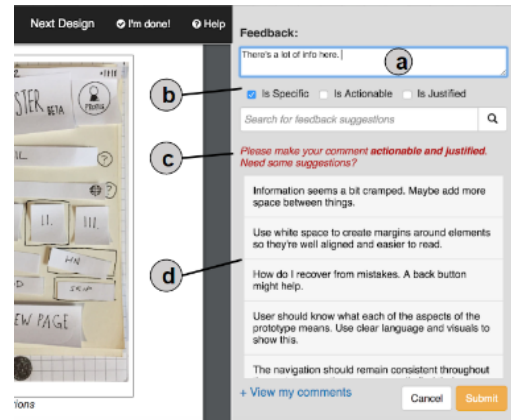 Next Design
I'm done!
Help
Feedback:
There's a lot of info here.
a
b
Is Specific
Is Actionable
Is Justified
Search for feedback suggestions
c
Please make your comment actionable and justified.
Need some suggestions?
Information seems a bit cramped. Maybe add more
space between things.
Use white space to create margins around elements
so they're well aligned and easier to read.
How do I recover from mistakes. A back button
might help.
d
User should know what each of the aspects of the
prototype means. Use clear language and visuals to
show this.
The navigation should remain consistent throughout
+ View my comments
Cancel
Submit
STER BETA
PROFILE
?
?
II.
III.
EW PAGE
ions